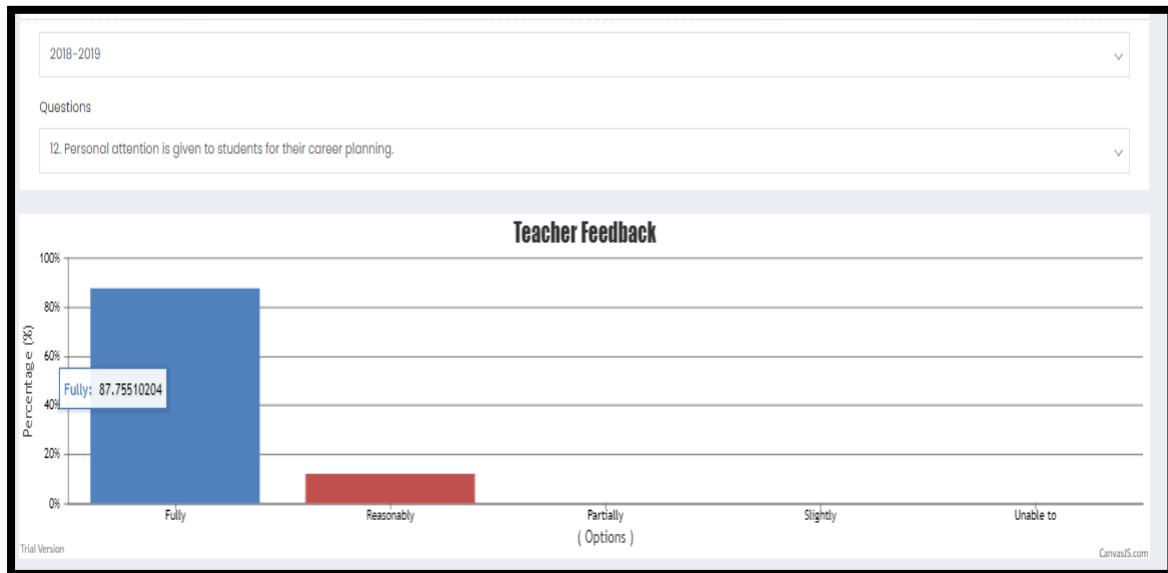 2018-2019
Questions
12. Personal attention is given to students for their career planning.
Teacher Feedback
Percentage (%)
100%
80%
60%
40%
20%
0%
Fully: 87.75510204
Fully
Reasonably
Partially
Slightly
Unable to
( Options )
Trial Version
CanvasJS.com